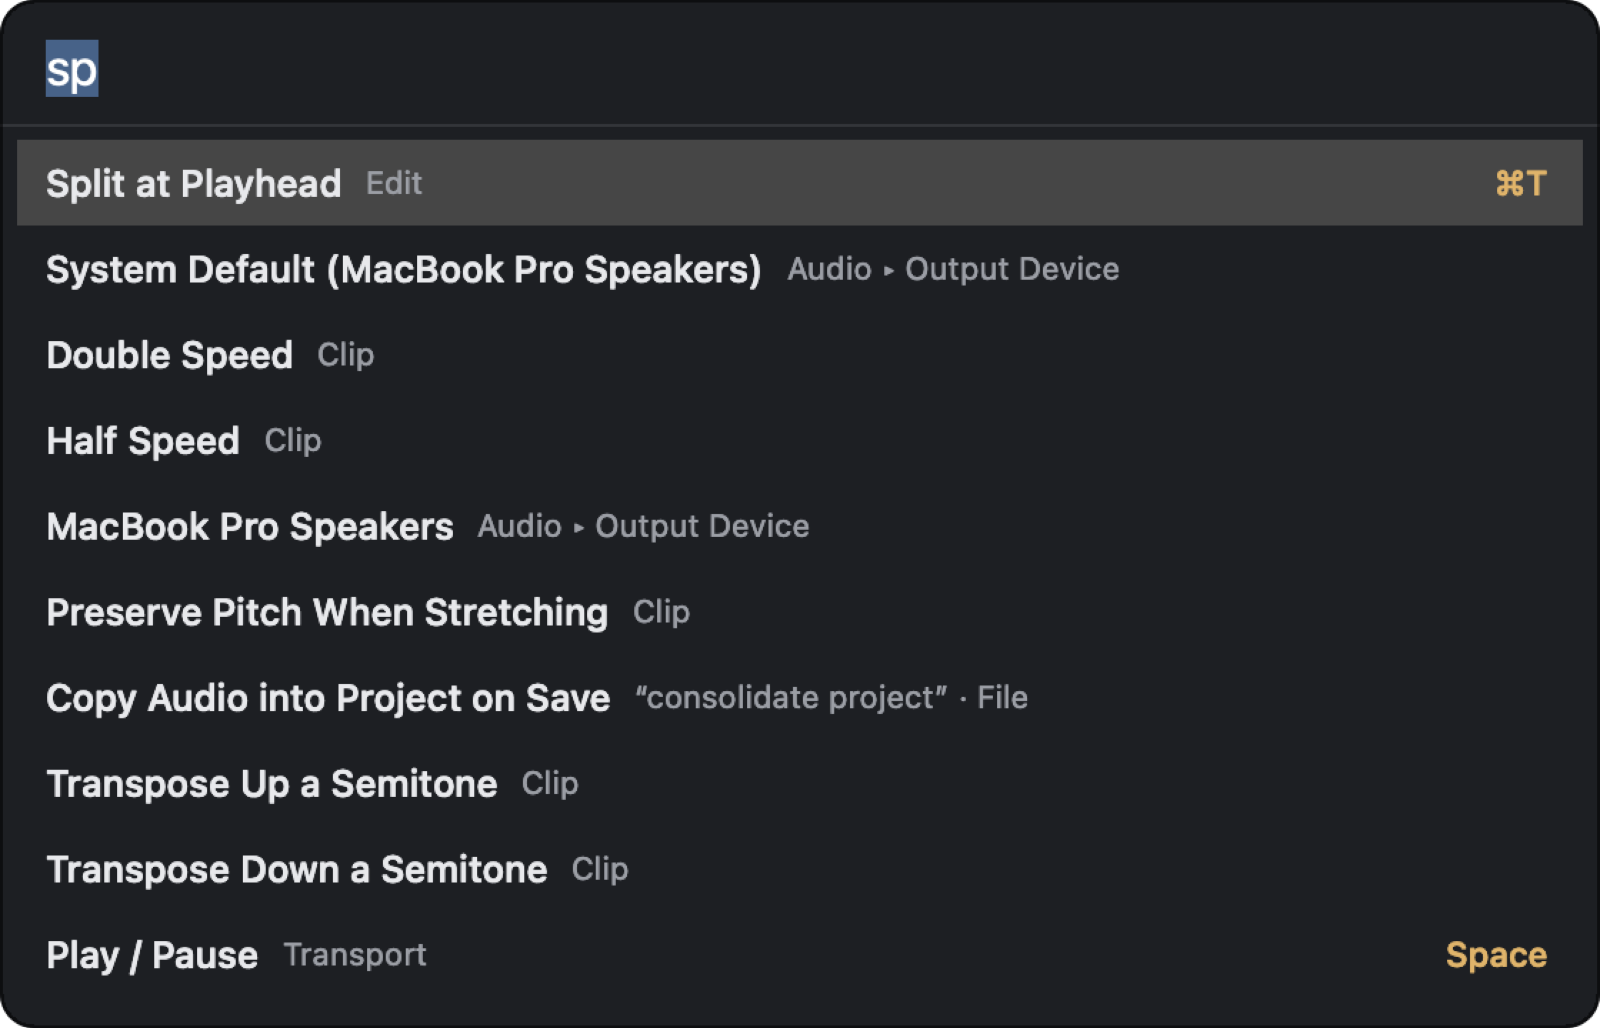 sp
Split at Playhead Edit ⌘T
System Default (MacBook Pro Speakers) Audio ▸ Output Device
Double Speed Clip
Half Speed Clip
MacBook Pro Speakers Audio ▸ Output Device
Preserve Pitch When Stretching Clip
Copy Audio into Project on Save “consolidate project” · File
Transpose Up a Semitone Clip
Transpose Down a Semitone Clip
Play / Pause Transport Space